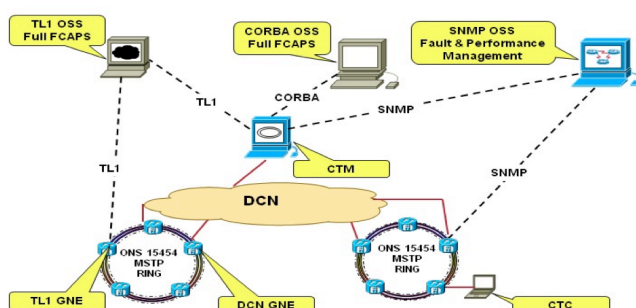 TL1 OSS
Full FCAPS
CORBA OSS
Full FCAPS
SNMP OSS
Fault & Performance
Management
CORBA
TL1
SNMP
TL1
CTM
SNMP
DCN
ONS 15454
MSTP
RING
ONS 15454
MSTP
RING
TL1 GNE
DCN GNE
CTC